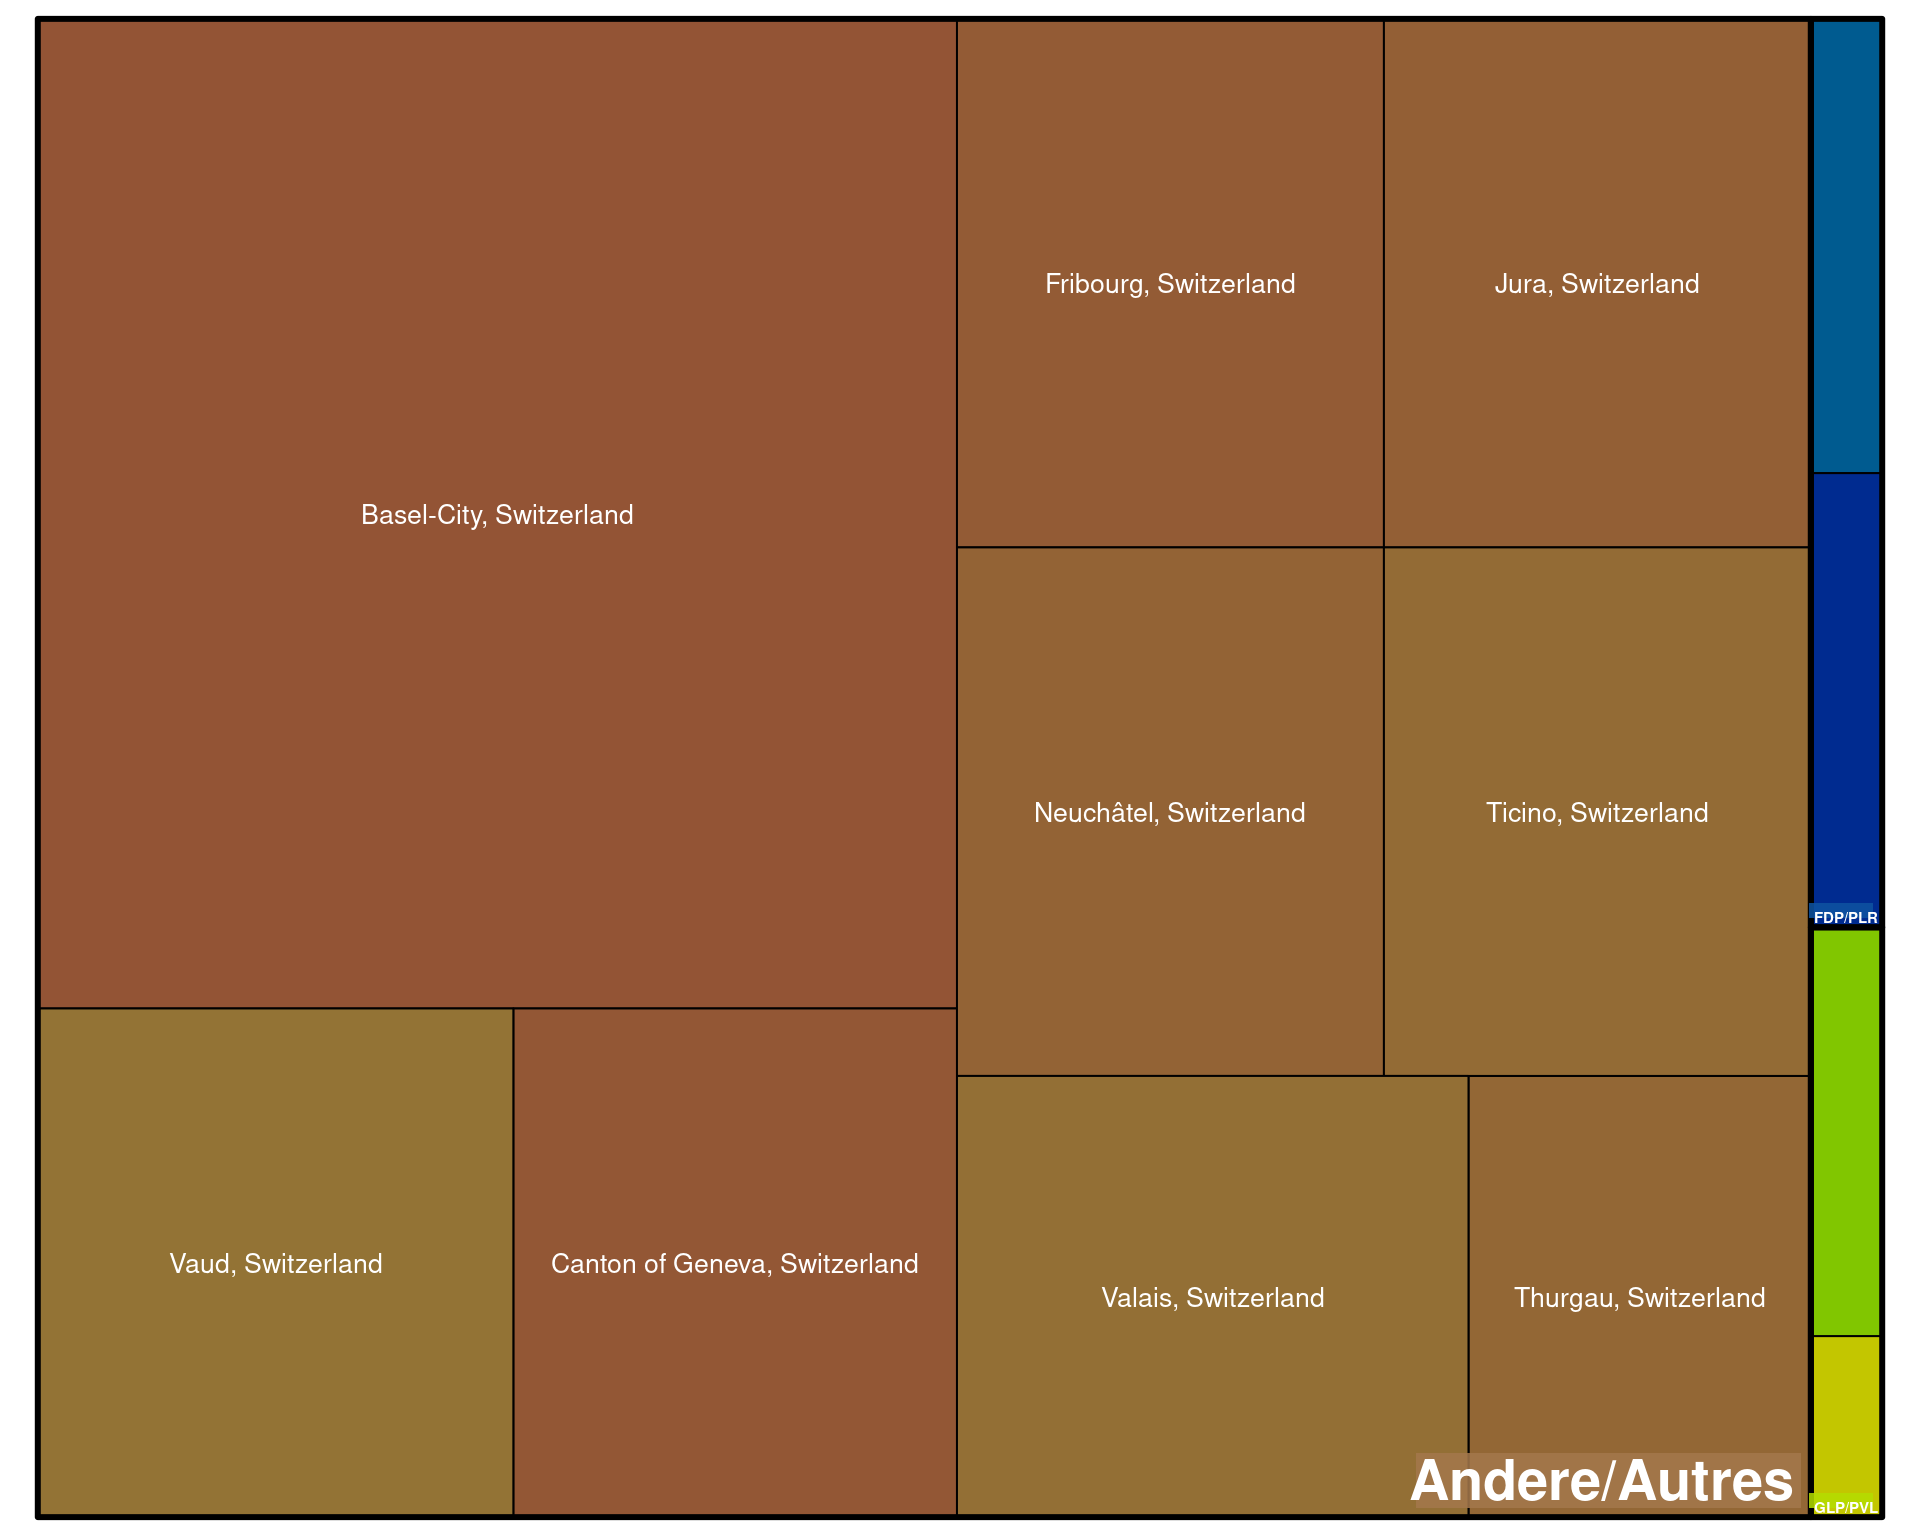 Fribourg, Switzerland
Jura, Switzerland
Basel-City, Switzerland
Neuchâtel, Switzerland
Ticino, Switzerland
FDP/PLR
Vaud, Switzerland
Canton of Geneva, Switzerland
Valais, Switzerland
Thurgau, Switzerland
Andere/Autres
GLP/PVL